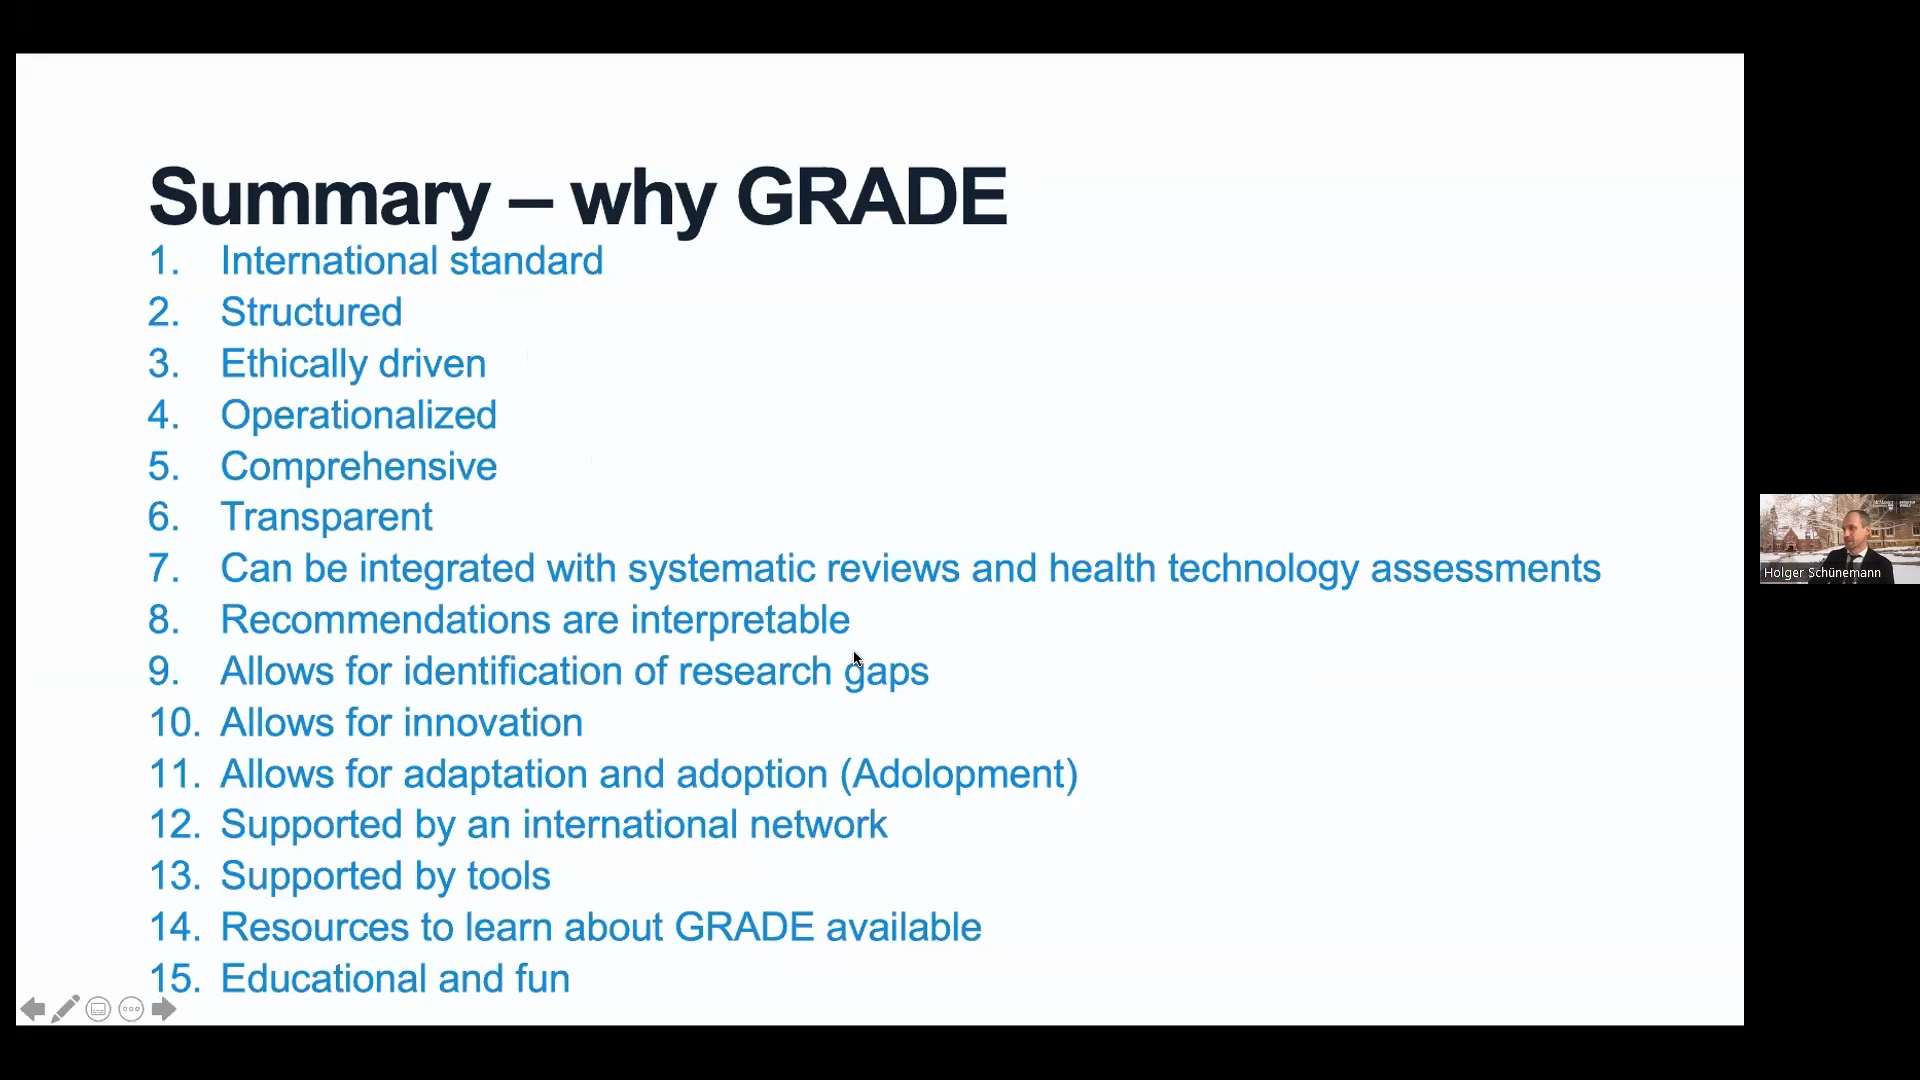 Summary – why GRADE
1. International standard
2. Structured
3. Ethically driven
4. Operationalized
5. Comprehensive
6. Transparent
7. Can be integrated with systematic reviews and health technology assessments
8. Recommendations are interpretable
9. Allows for identification of research gaps
10. Allows for innovation
11. Allows for adaptation and adoption (Adolopment)
12. Supported by an international network
13. Supported by tools
14. Resources to learn about GRADE available
15. Educational and fun
Holger Schünemann